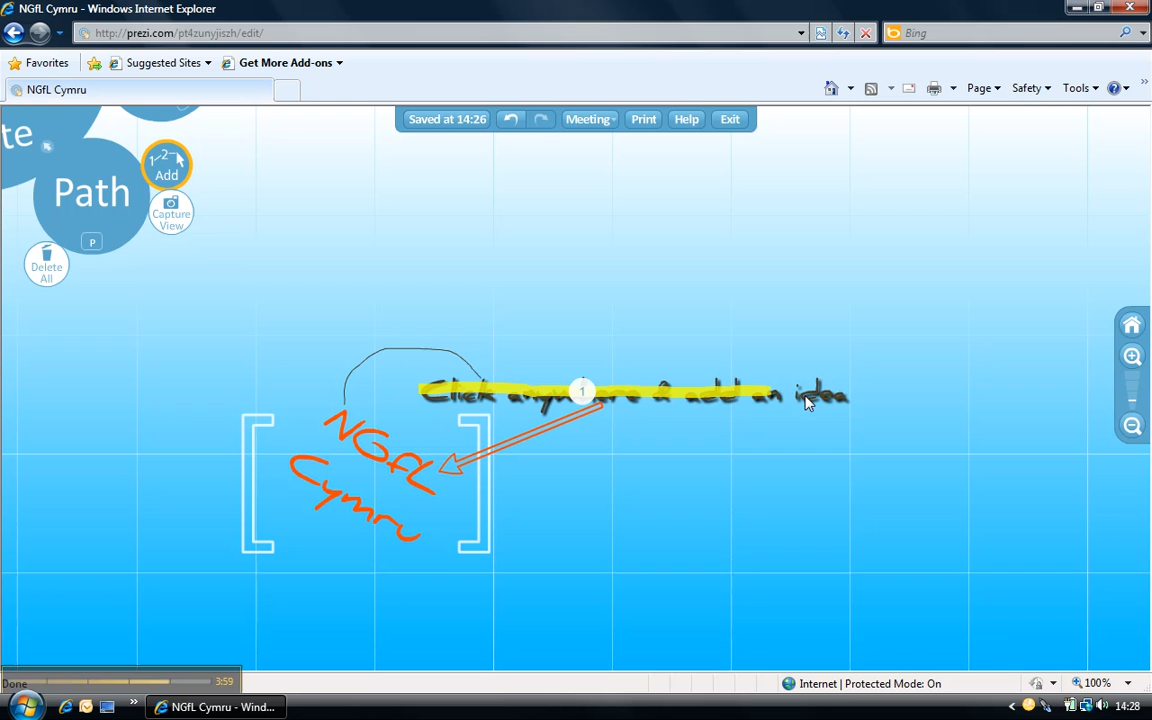 NGfL Cymru - Windows Internet Explorer
http://prezi.com/pt4zunyjiszh/edit/
Bing
Favorites
Suggested Sites
Get More Add-ons
NGfL Cymru
Page
Safety
Tools
te
1 2
Add
Path
P
Capture
View
Delete
All
Saved at 14:26
Meeting
Print
Help
Exit
Click anywhere & add an idea
1
NGfL
Cymru
3:59
Done
Internet | Protected Mode: On
100%
NGfL Cymru - Wind...
14:28